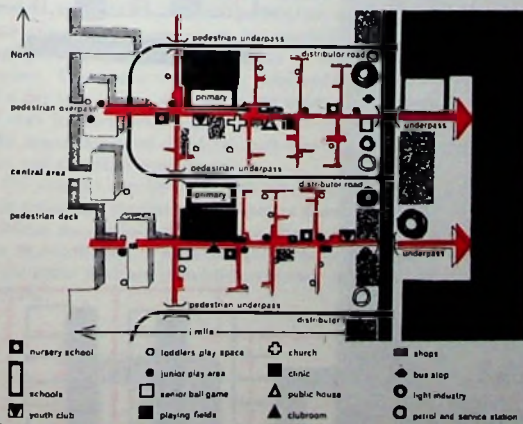 pedestrian underpass
distributor road
North
primary
pedestrian overpass
underpass
pedestrian underpass
central area
distributor road
primary
pedestrian deck
underpass
pedestrian underpass
distributor
½ mile
nursery school
toddlers play space
church
shops
schools
junior play area
clinic
bus stop
senior ball game
public house
light industry
youth club
playing fields
clubroom
petrol and service station